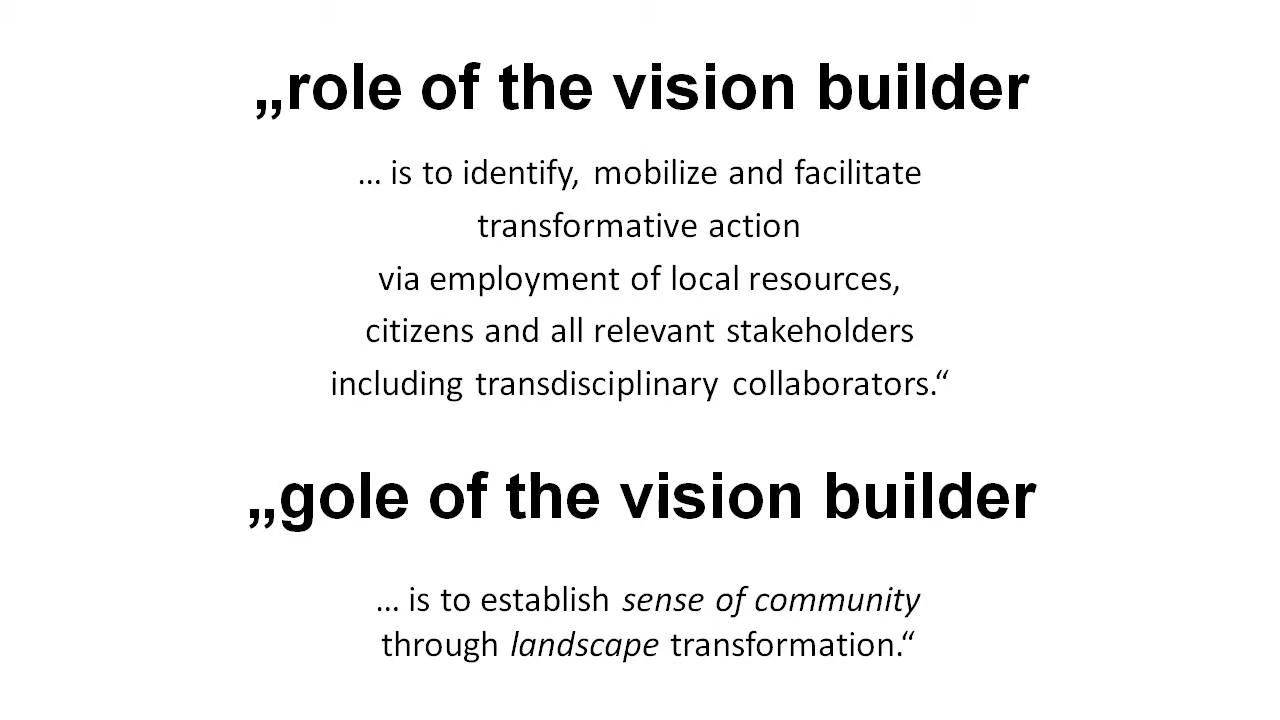 „role of the vision builder
... is to identify, mobilize and facilitate
transformative action
via employment of local resources,
citizens and all relevant stakeholders
including transdisciplinary collaborators.“
„gole of the vision builder
... is to establish sense of community
through landscape transformation.“